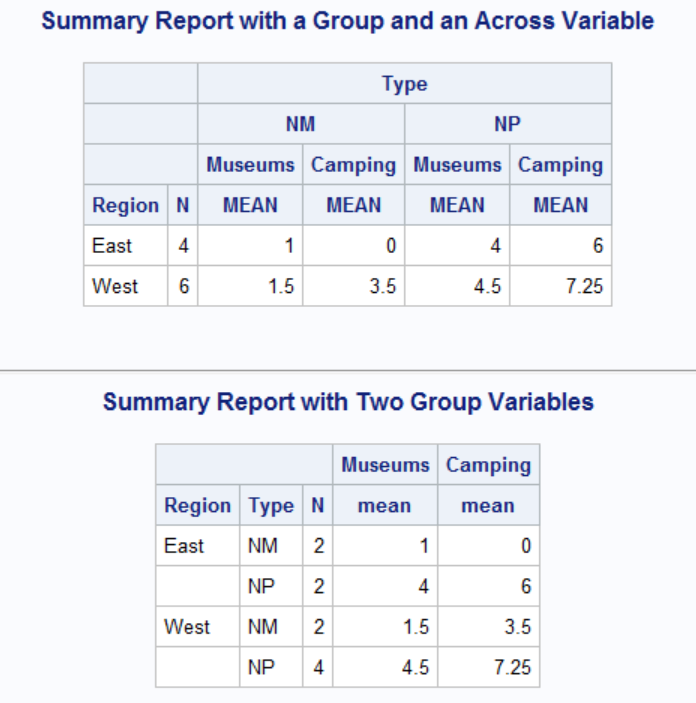 Summary Report with a Group and an Across Variable
Type
NM NP
Museums Camping Museums Camping
Region N MEAN MEAN MEAN MEAN
East 4 1 0 4 6
West 6 1.5 3.5 4.5 7.25
Summary Report with Two Group Variables
Museums Camping
Region Type N mean mean
East NM 2 1 0
NP 2 4 6
West NM 2 1.5 3.5
NP 4 4.5 7.25